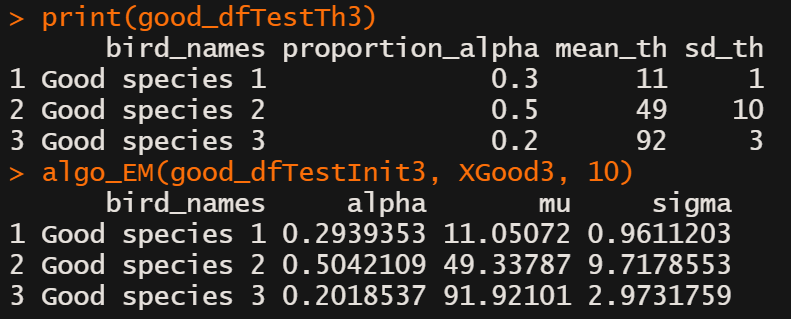 > print(good_dfTestTh3)
bird_names proportion_alpha mean_th sd_th
1 Good species 1 0.3 11 1
2 Good species 2 0.5 49 10
3 Good species 3 0.2 92 3
> algo_EM(good_dfTestInit3, XGood3, 10)
bird_names alpha mu sigma
1 Good species 1 0.2939353 11.05072 0.9611203
2 Good species 2 0.5042109 49.33787 9.7178553
3 Good species 3 0.2018537 91.92101 2.9731759